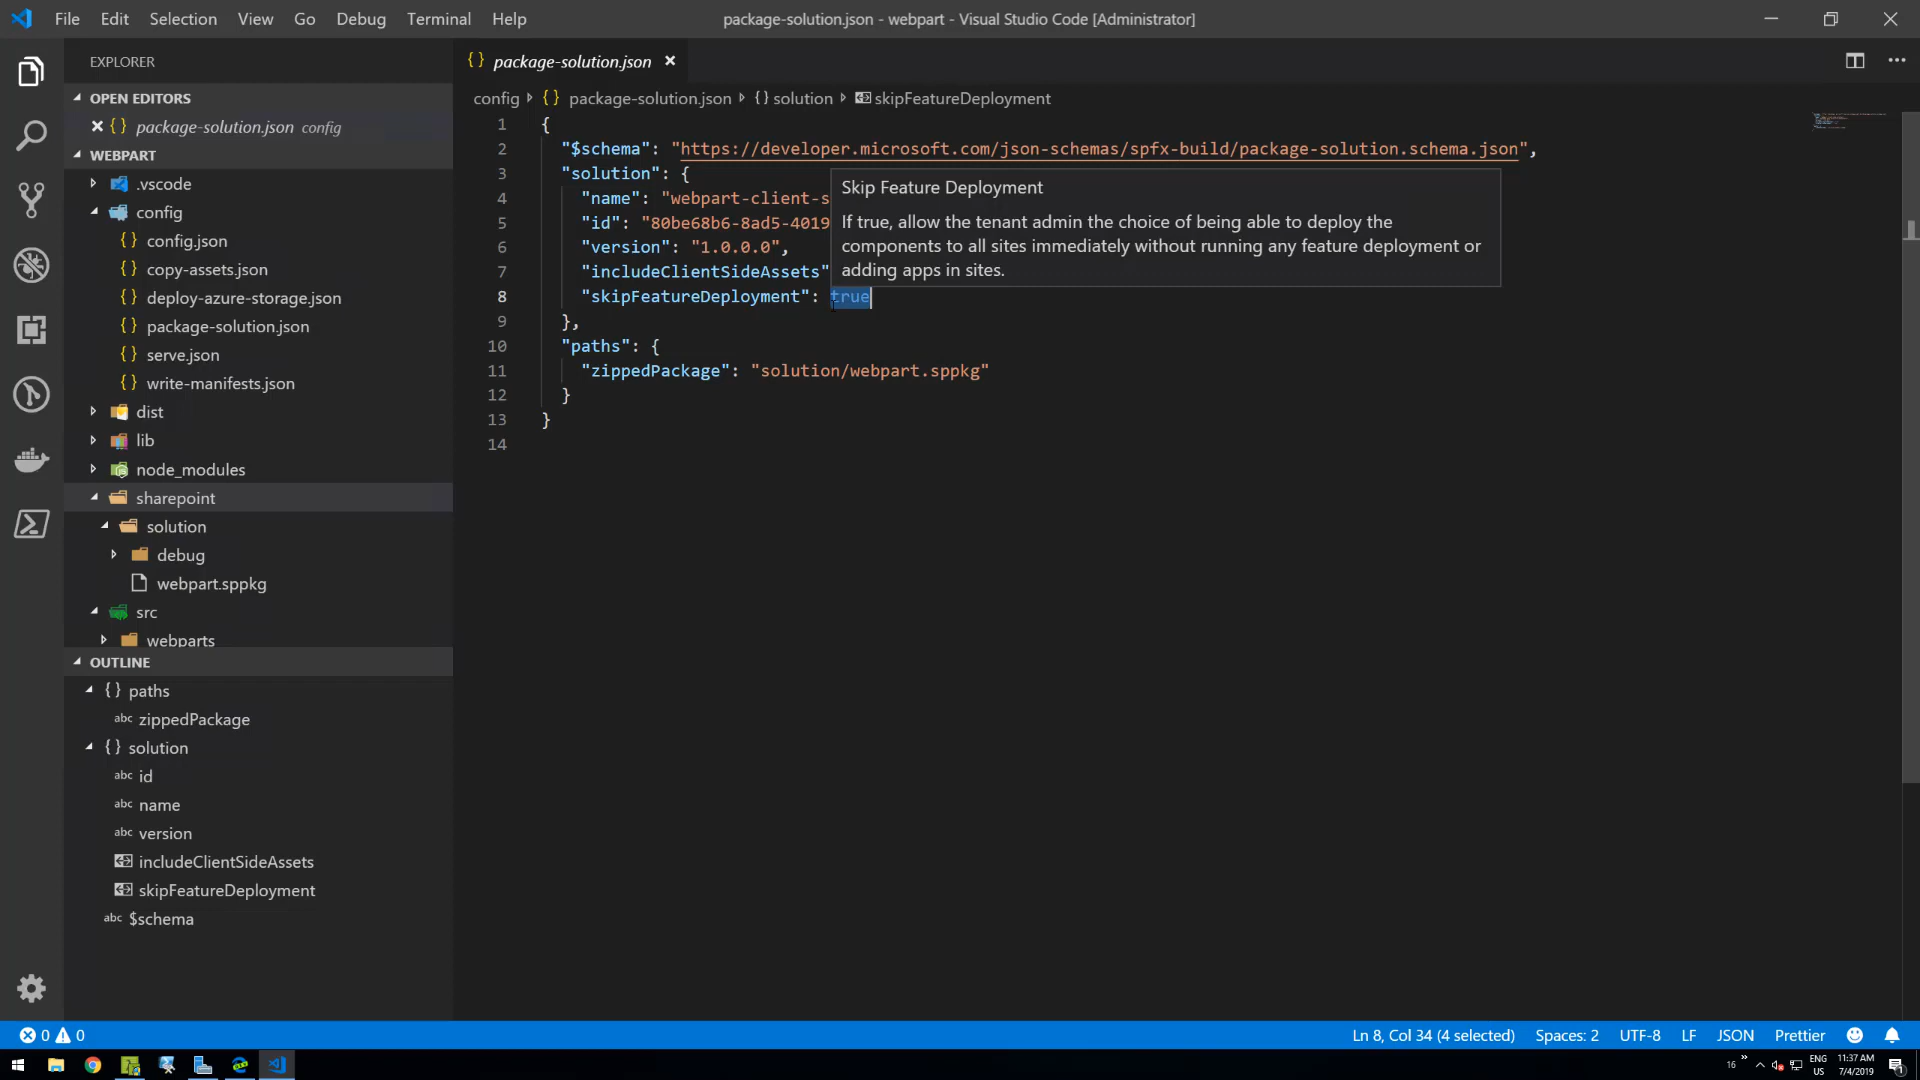 File Edit Selection View Go Debug Terminal Help
package-solution.json - webpart - Visual Studio Code [Administrator]
EXPLORER
OPEN EDITORS
{} package-solution.json config
WEBPART
.vscode
config
{} config.json
{} copy-assets.json
{} deploy-azure-storage.json
{} package-solution.json
{} serve.json
{} write-manifests.json
dist
lib
node_modules
sharepoint
solution
debug
webpart.sppkg
src
webparts
OUTLINE
{} paths
abc zippedPackage
{} solution
abc id
abc name
abc version
includeClientSideAssets
skipFeatureDeployment
abc $schema
{} package-solution.json
config {} package-solution.json {} solution skipFeatureDeployment
1 {
2 "$schema": "https://developer.microsoft.com/json-schemas/spfx-build/package-solution.schema.json",
3 "solution": {
4 "name": "webpart-client-s
5 "id": "80be68b6-8ad5-4019
6 "version": "1.0.0.0",
7 "includeClientSideAssets"
8 "skipFeatureDeployment": true
9 },
10 "paths": {
11 "zippedPackage": "solution/webpart.sppkg"
12 }
13 }
14
Skip Feature Deployment
If true, allow the tenant admin the choice of being able to deploy the
components to all sites immediately without running any feature deployment or
adding apps in sites.
0 0
Ln 8, Col 34 (4 selected) Spaces: 2 UTF-8 LF JSON Prettier
16 ENG US 11:37 AM 7/4/2019 1